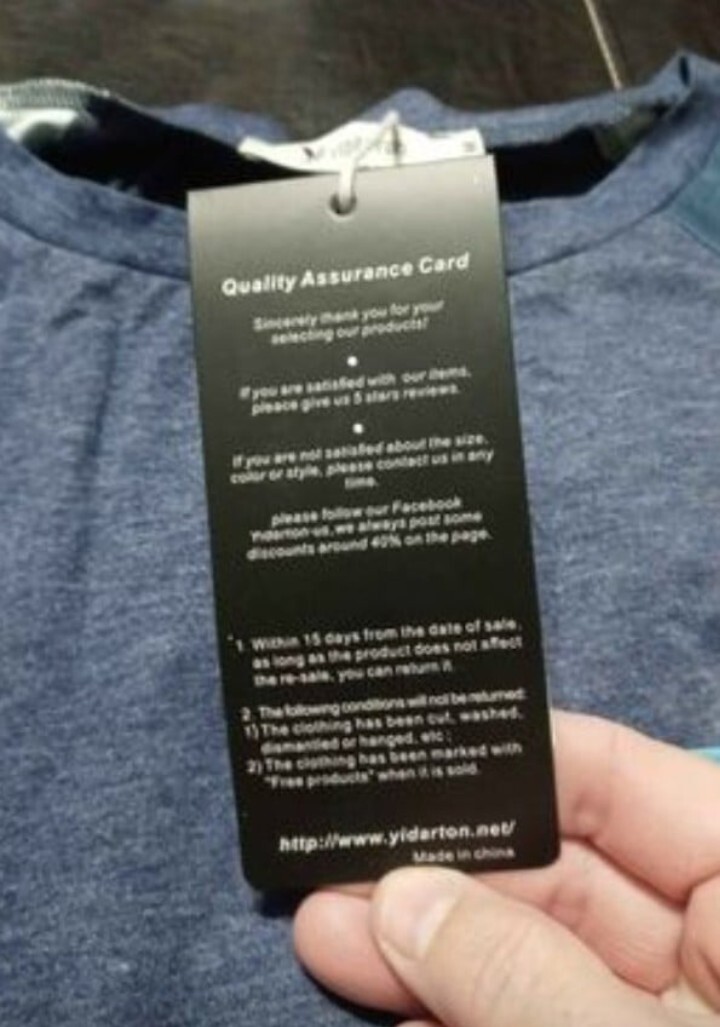 Quality Assurance Card
Sincerely thank you for your
selecting our products!
If you are satisfied with our items,
please give us 5 stars reviews.
If you are not satisfied about the size,
color or style, please contact us in any
time.
please follow our Facebook
Yidarton-us, we always post some
discounts around 40% on the page.
1 Within 15 days from the date of sale,
as long as the product does not affect
the re-sale, you can return it
2 The following conditions will not be returned:
1) The clothing has been cut, washed,
dismantled or hanged, etc;
2) The clothing has been marked with
"Free products" when it is sold.
http://www.yidarton.net/
Made in china